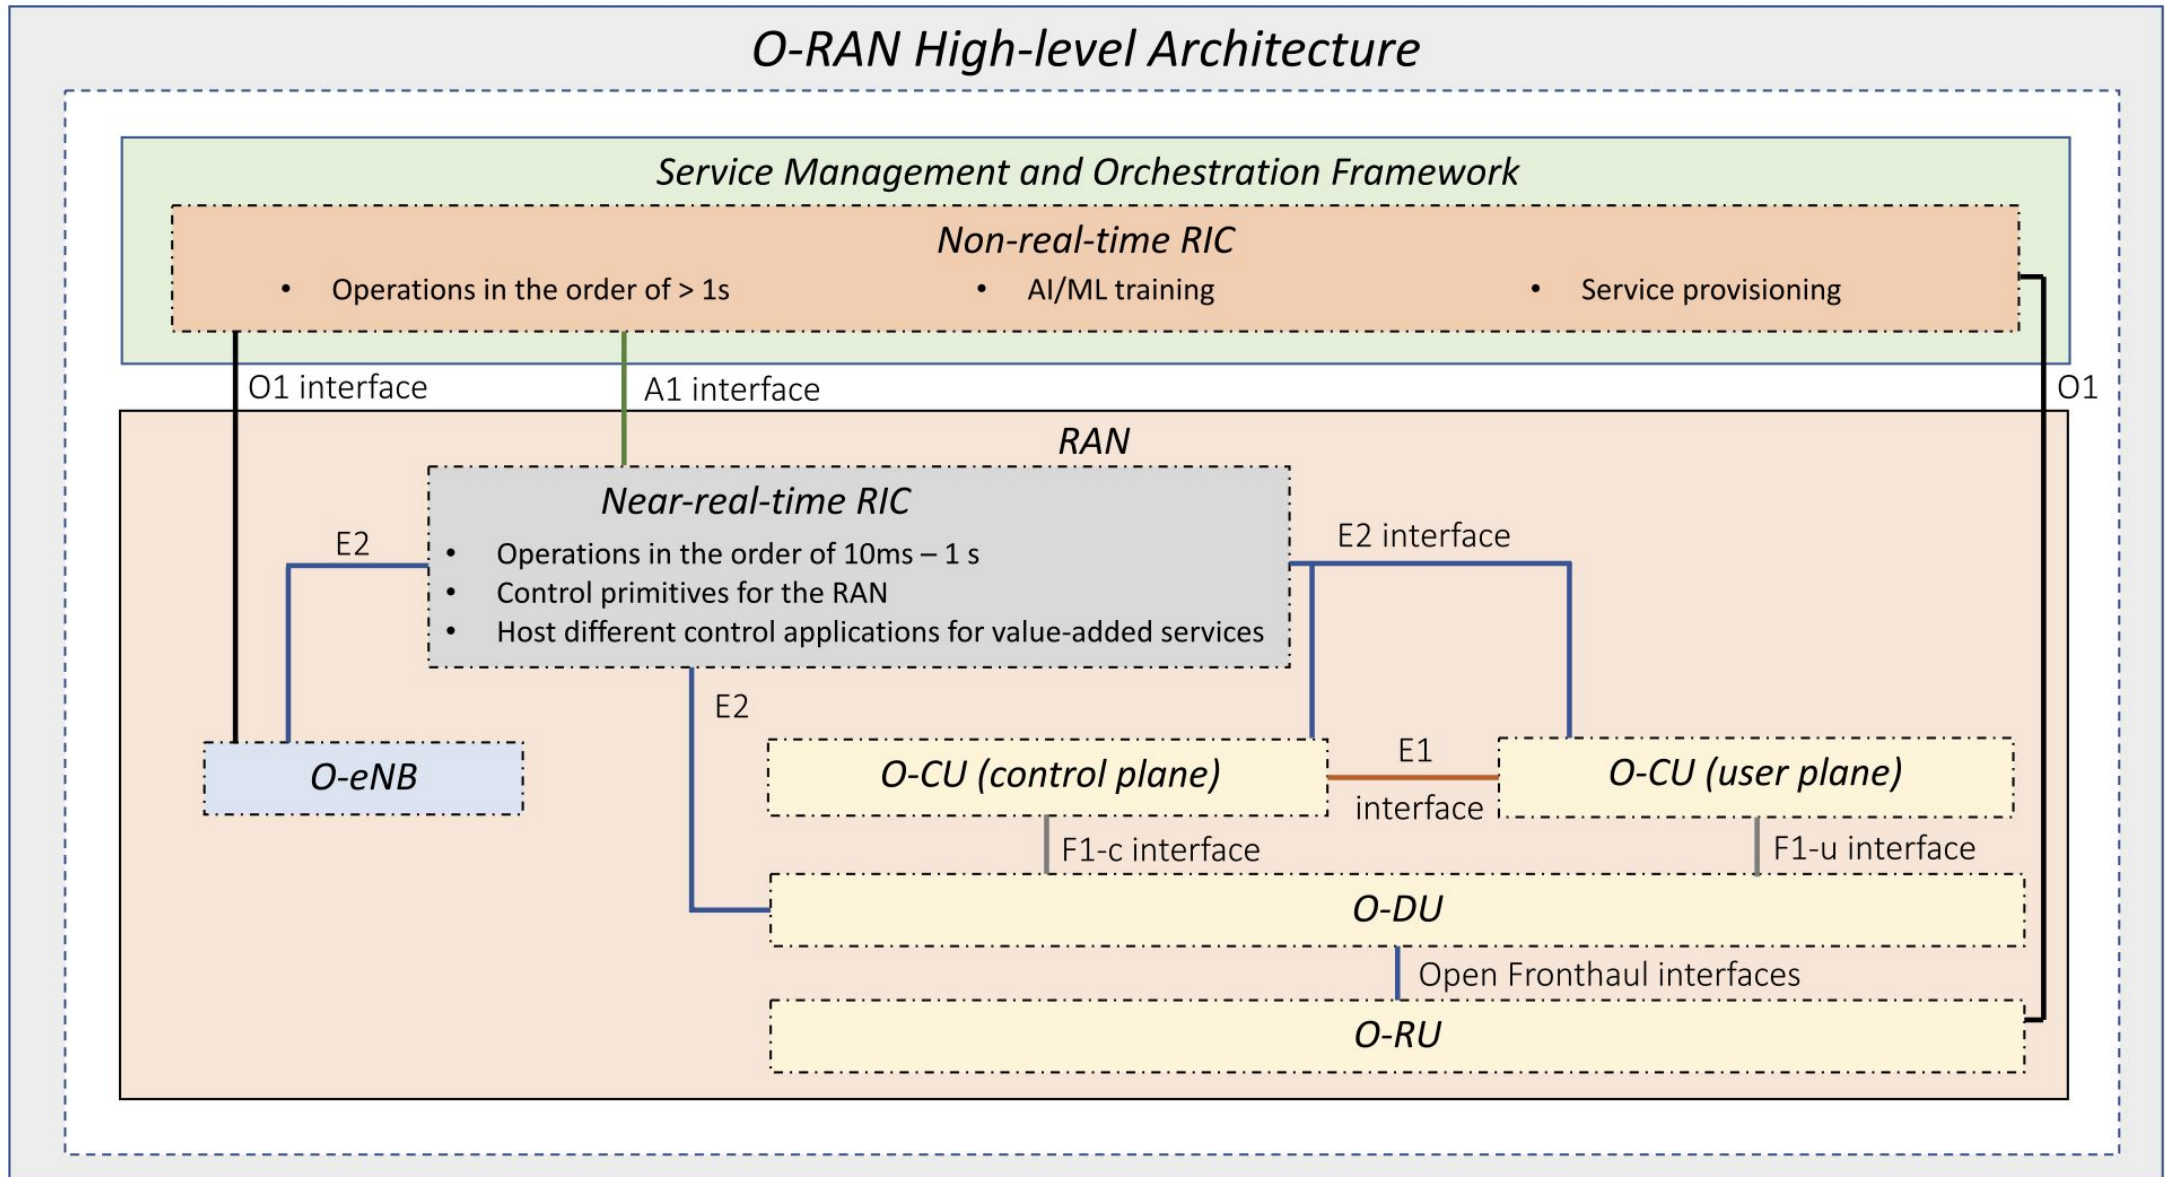 O-RAN High-level Architecture
Service Management and Orchestration Framework
Non-real-time RIC
• Operations in the order of > 1s
• AI/ML training
• Service provisioning
O1 interface
A1 interface
O1
RAN
Near-real-time RIC
• Operations in the order of 10ms – 1 s
• Control primitives for the RAN
• Host different control applications for value-added services
E2
E2 interface
E2
O-eNB
O-CU (control plane)
E1
interface
O-CU (user plane)
F1-c interface
F1-u interface
O-DU
Open Fronthaul interfaces
O-RU